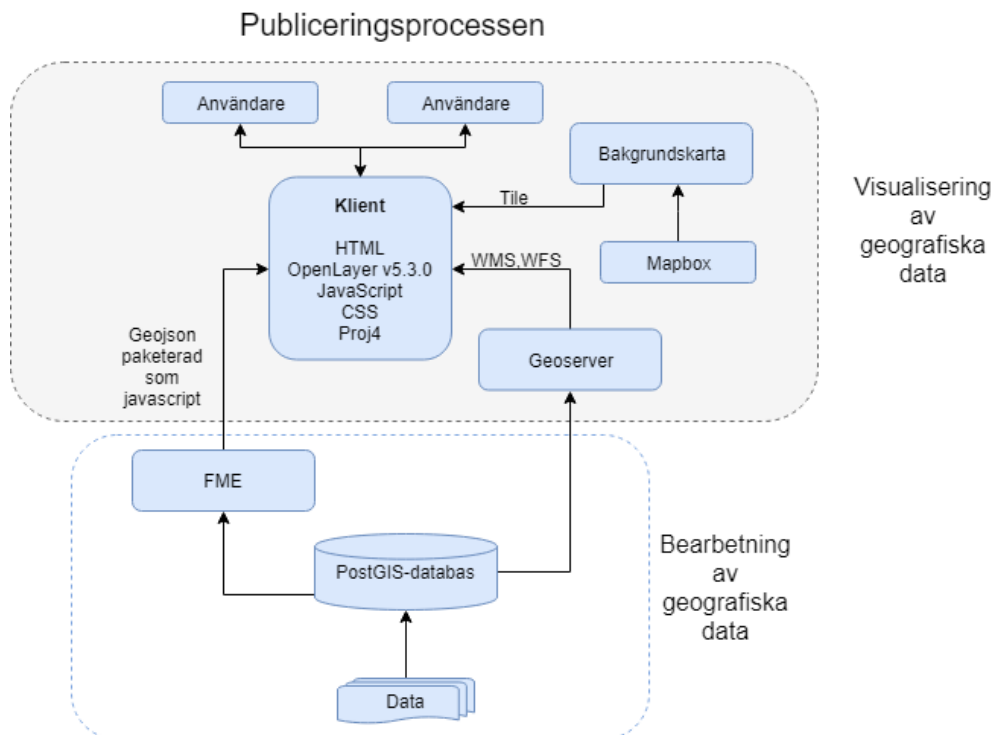 Publiceringsprocessen
Användare
Användare
Bakgrundskarta
Visualisering
av
geografiska
data
Klient
Tile
HTML
OpenLayer v5.3.0
JavaScript
CSS
Proj4
WMS,WFS
Mapbox
Geojson
paketerad
som
javascript
Geoserver
FME
PostGIS-databas
Bearbetning
av
geografiska
data
Data